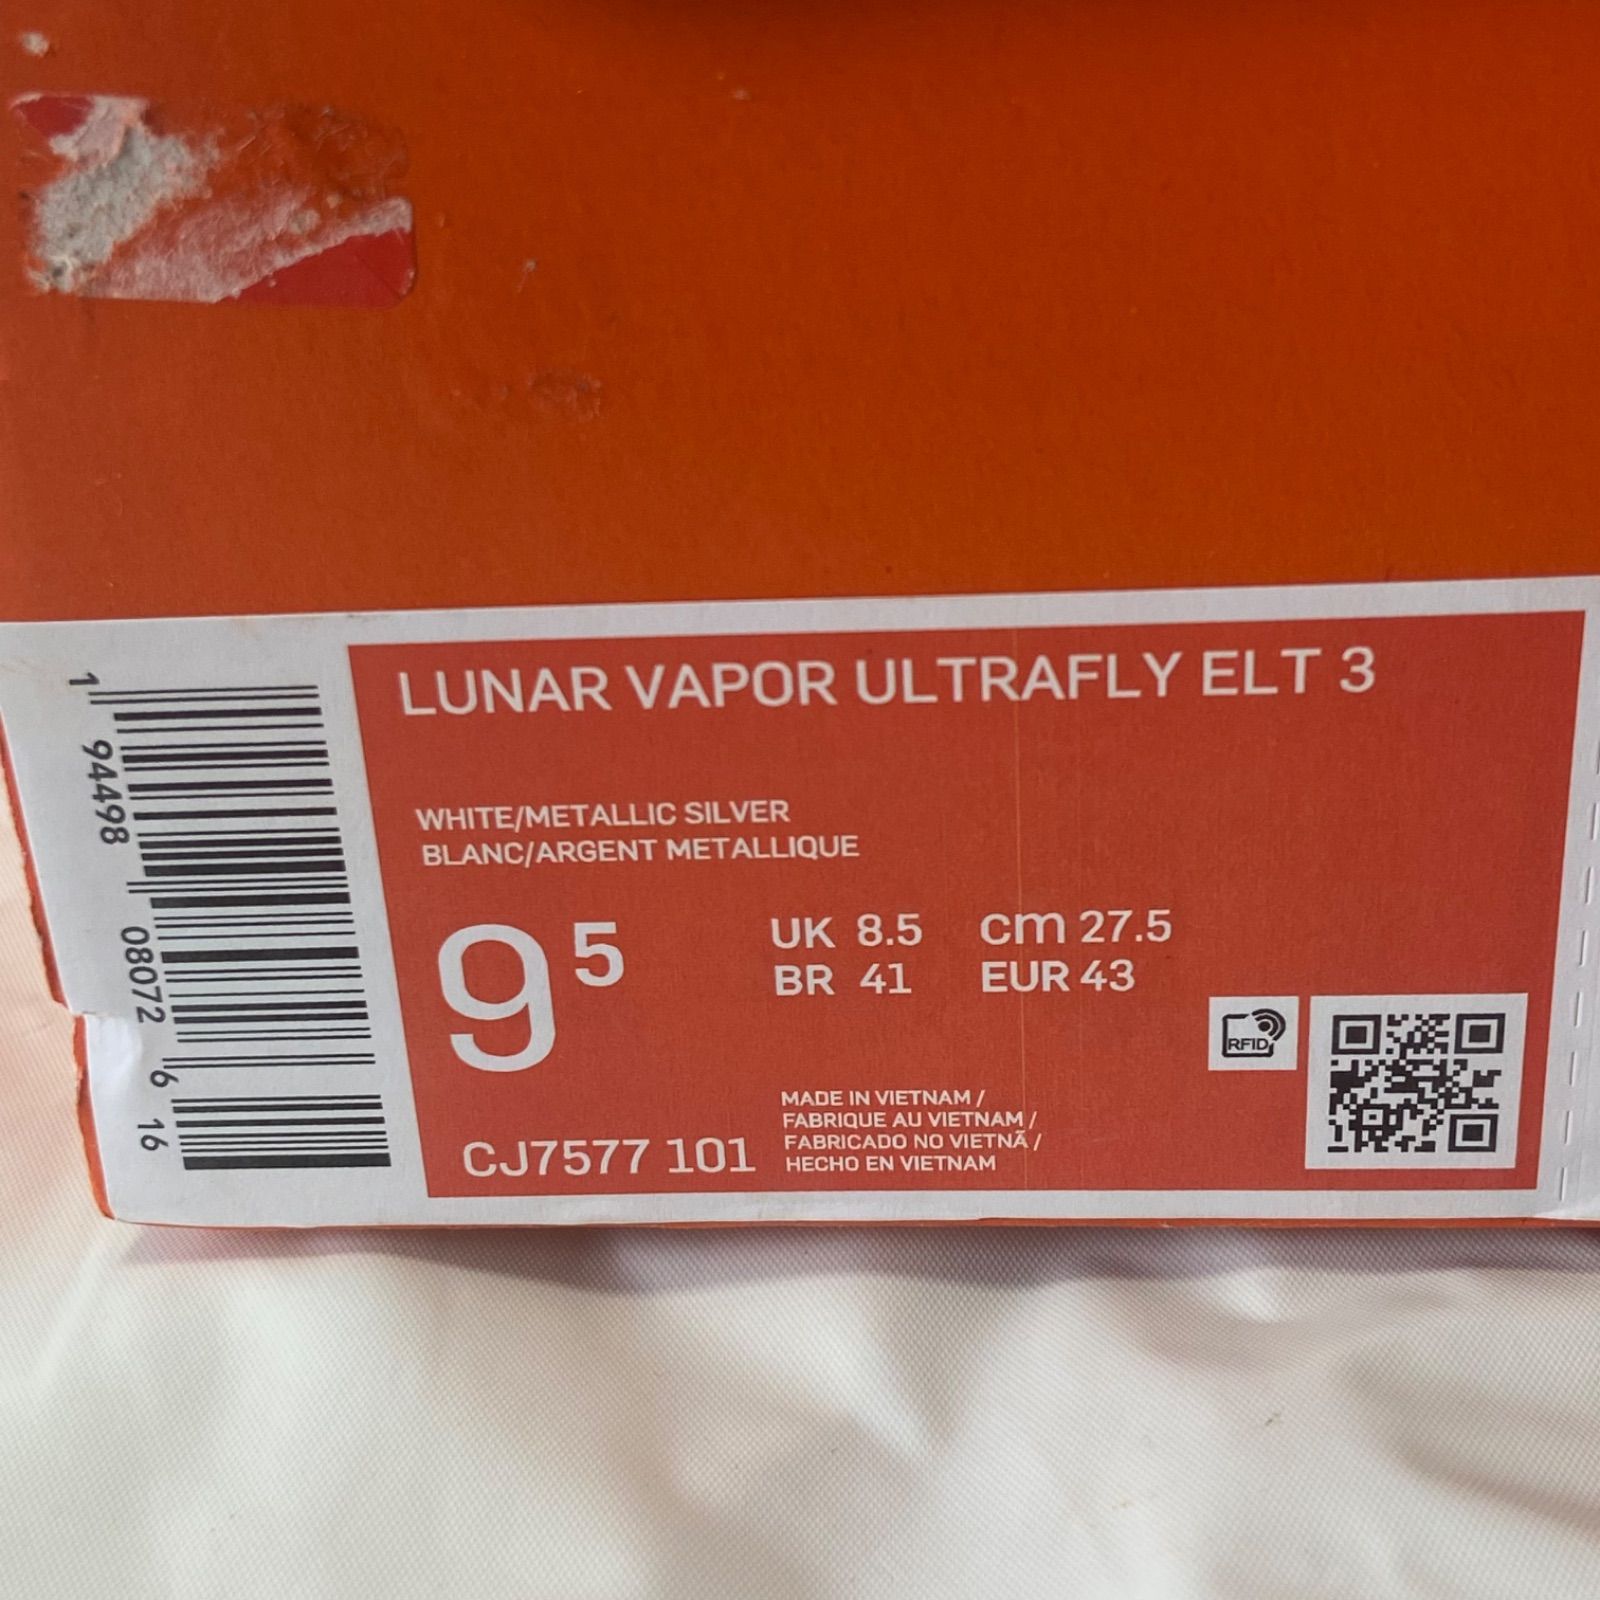 LUNAR VAPOR ULTRAFLY ELT 3
WHITE/METALLIC SILVER
BLANC/ARGENT METALLIQUE
9 5
UK 8.5 cm 27.5
BR 41 EUR 43
CJ7577 101
MADE IN VIETNAM /
FABRIQUE AU VIETNAM /
FABRICADO NO VIETNÃ /
HECHO EN VIETNAM
RFID
1 94498 08072 6 16